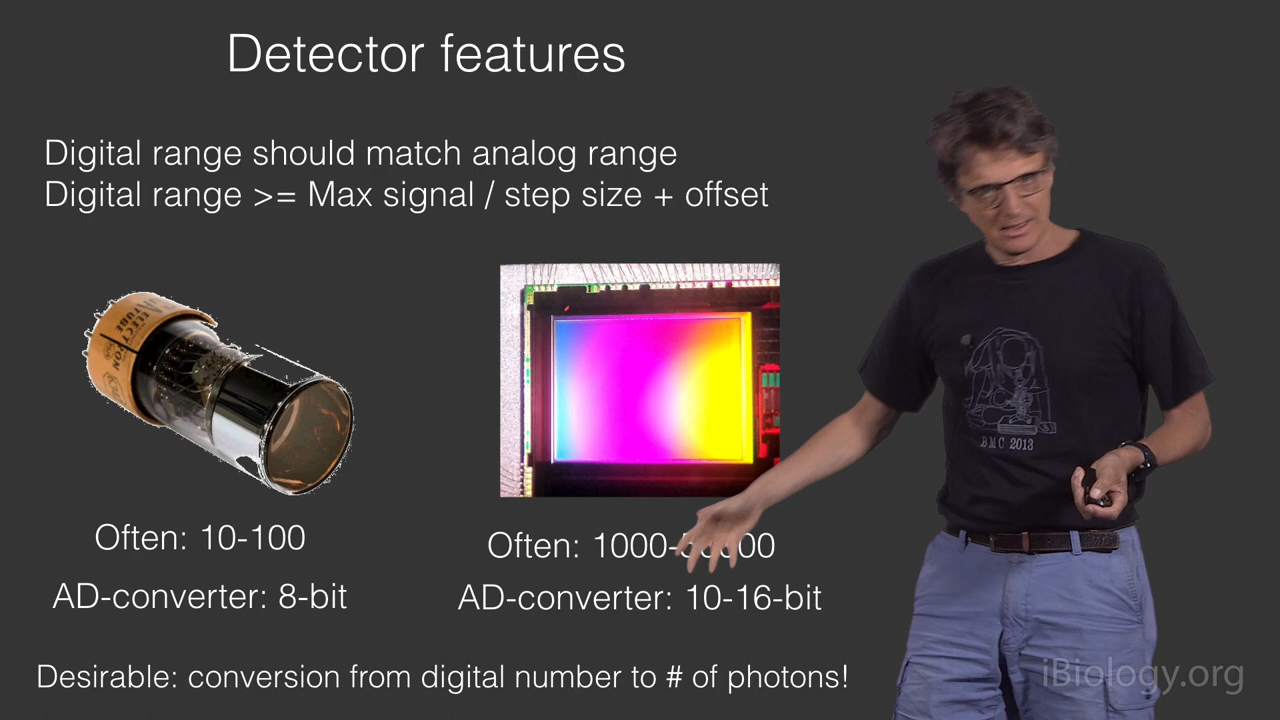 Detector features
Digital range should match analog range
Digital range >= Max signal / step size + offset
ELECTRON
TUBE
BMC 2013
Often: 10-100
Often:
AD-converter: 8-bit
AD-converter: 10-16-bit
Desirable: conversion from digital number to # of photons!
iBiology.org